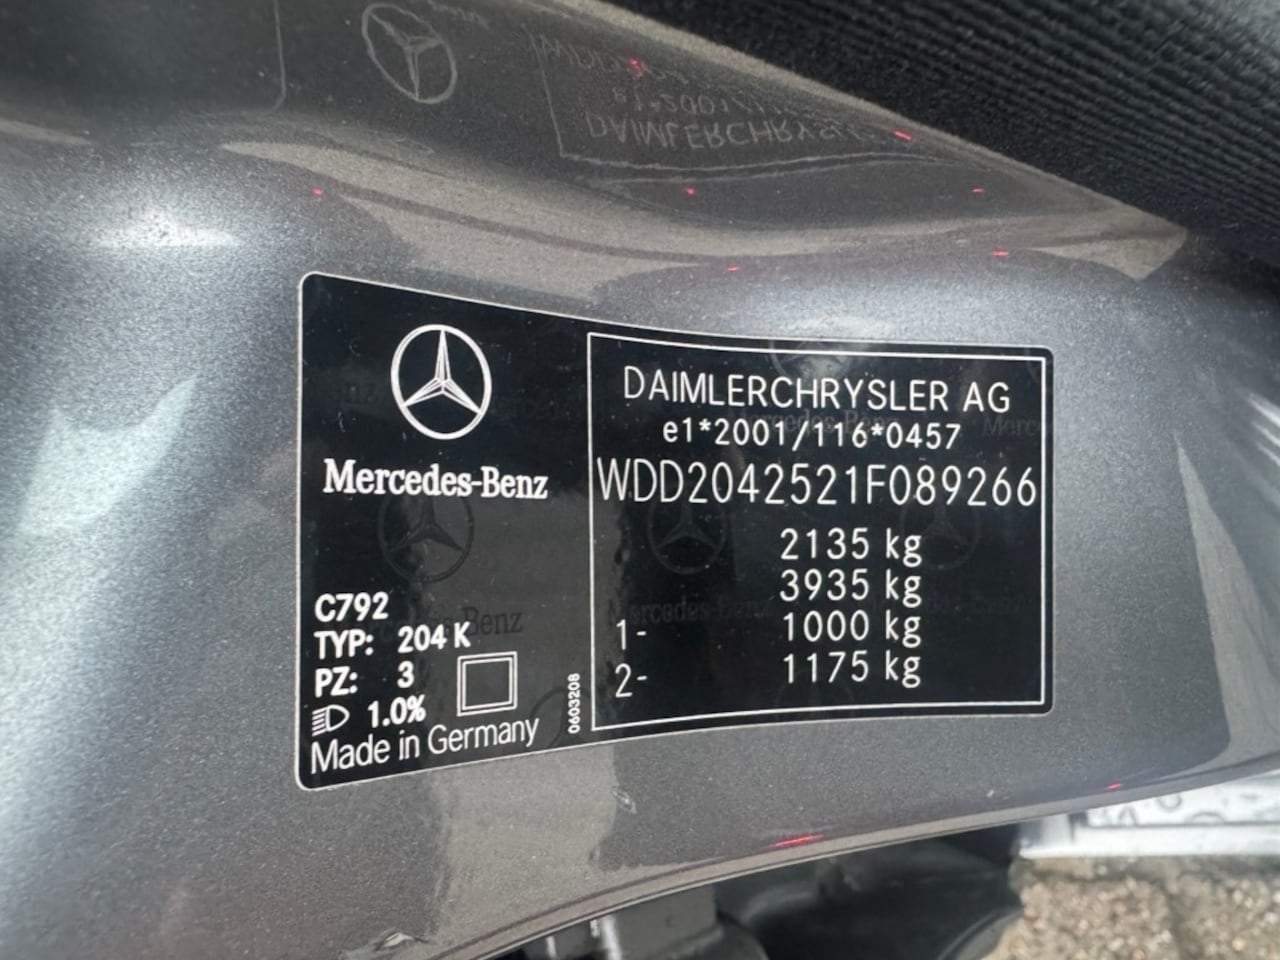 Mercedes-Benz
C792
TYP: 204 K
PZ: 3
1.0%
Made in Germany
0603208
DAIMLERCHRYSLER AG
e1*2001/116*0457
WDD2042521F089266
2135 kg
3935 kg
1- 1000 kg
2- 1175 kg